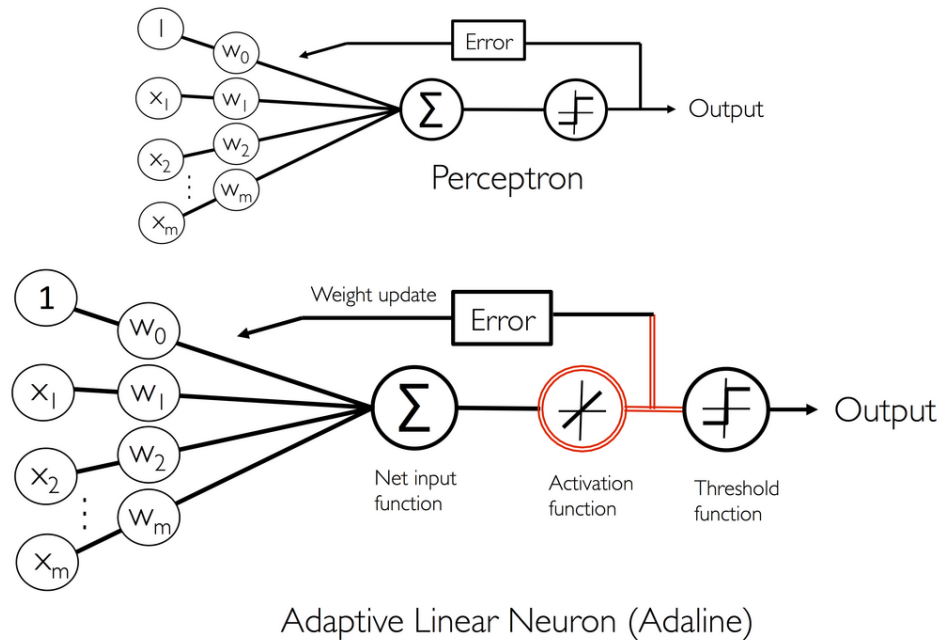 1
w0
Error
x1
w1
Σ
Output
x2
w2
Perceptron
wm
xm
1
Weight update
Error
w0
x1
w1
Σ
Output
x2
w2
Net input
function
Activation
function
Threshold
function
wm
xm
Adaptive Linear Neuron (Adaline)